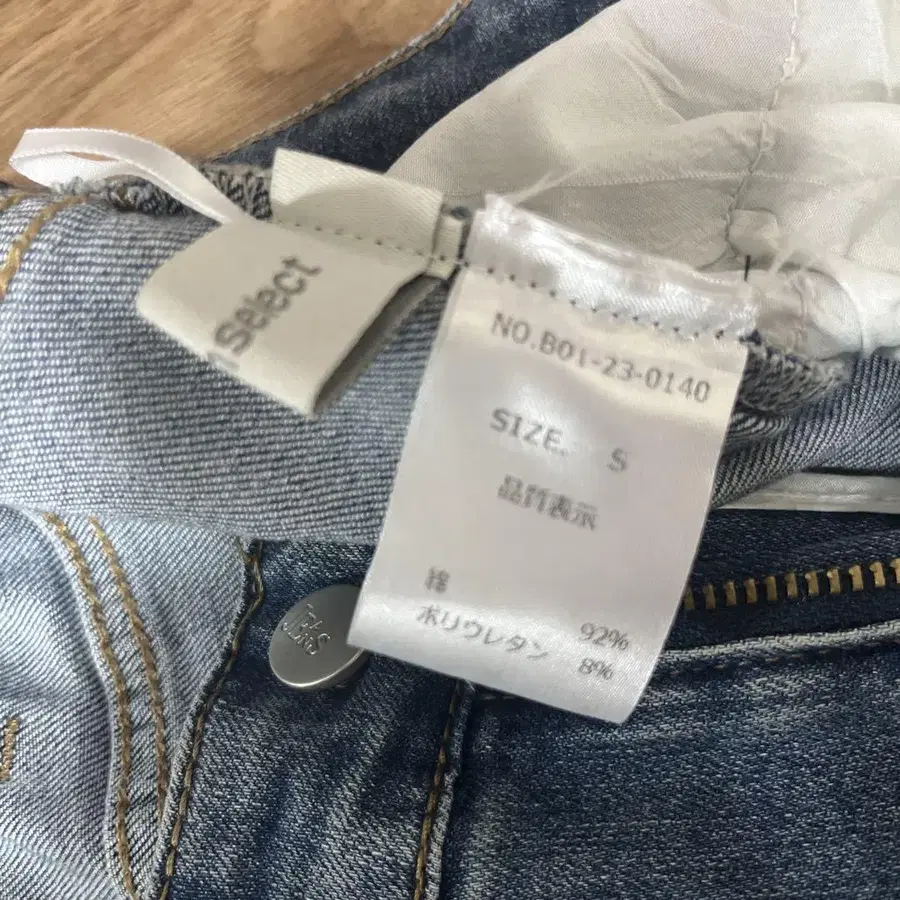 Select
NO.B01-23-0140
SIZE. S
品質表示
綿 92%
ポリウレタン 8%
JEANS